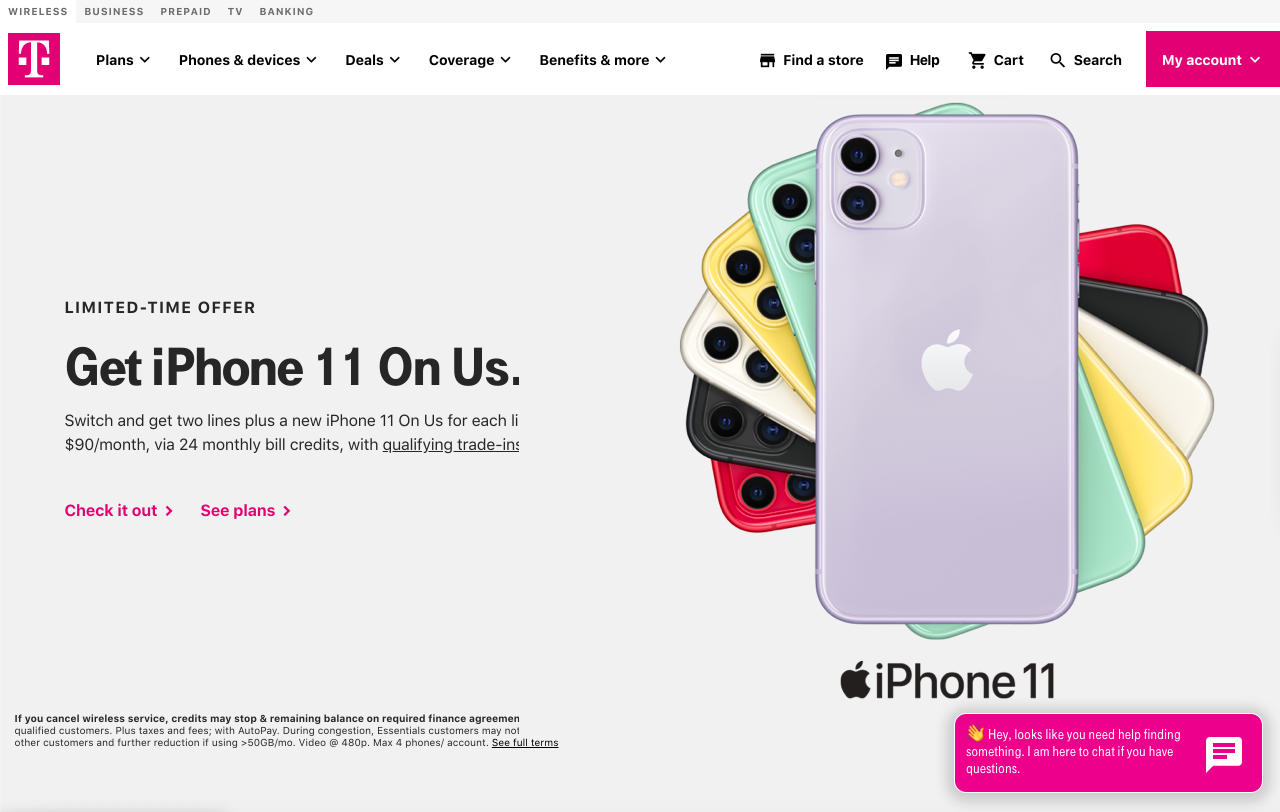 WIRELESS BUSINESS PREPAID TV BANKING
T
Plans Phones & devices Deals Coverage Benefits & more Find a store Help Cart Search My account
LIMITED-TIME OFFER
Get iPhone 11 On Us.
Switch and get two lines plus a new iPhone 11 On Us for each li
$90/month, via 24 monthly bill credits, with qualifying trade-ins
Check it out See plans
iPhone 11
If you cancel wireless service, credits may stop & remaining balance on required finance agreemen
qualified customers. Plus taxes and fees; with AutoPay. During congestion, Essentials customers may not
other customers and further reduction if using >50GB/mo. Video @ 480p. Max 4 phones/ account. See full terms
👋 Hey, looks like you need help finding
something. I am here to chat if you have
questions.